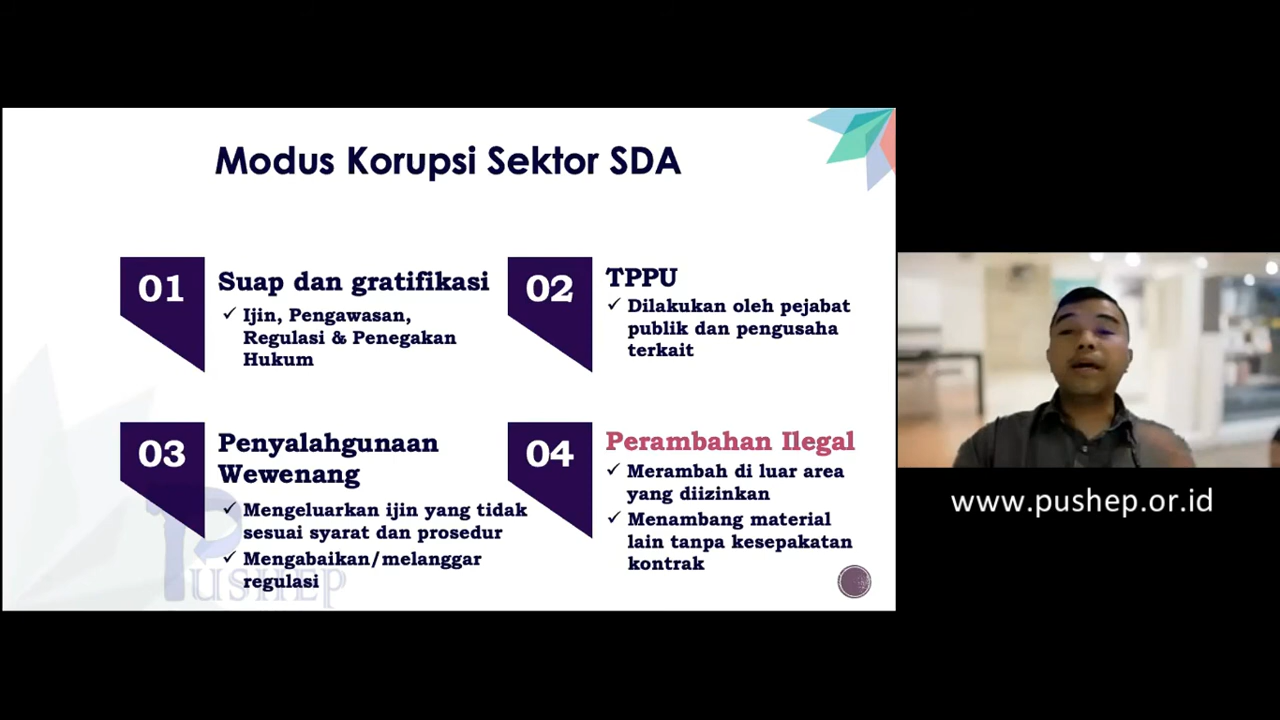 Modus Korupsi Sektor SDA
01
Suap dan gratifikasi
✓ Ijin, Pengawasan,
Regulasi & Penegakan
Hukum
02
TPPU
✓ Dilakukan oleh pejabat
publik dan pengusaha
terkait
03
Penyalahgunaan
Wewenang
✓ Mengeluarkan ijin yang tidak
sesuai syarat dan prosedur
✓ Mengabaikan/melanggar
regulasi
04
Perambahan Ilegal
✓ Merambah di luar area
yang diizinkan
✓ Menambang material
lain tanpa kesepakatan
kontrak
PUSHEP
www.pushep.or.id